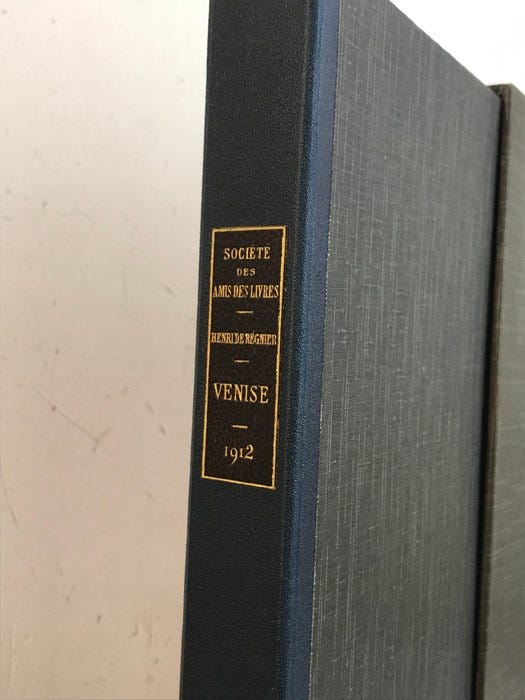 SOCIÉTÉ
DES
AMIS DES LIVRES
HENRI DE RÉGNIER
VENISE
1912